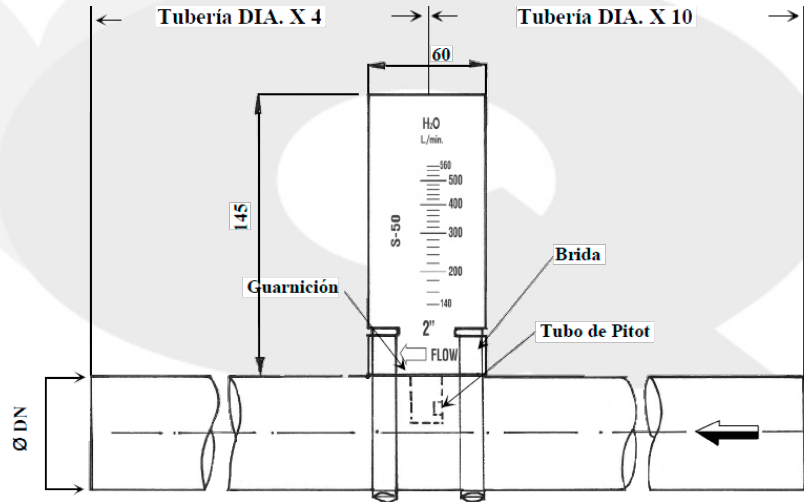 Tubería DIA. X 4
Tubería DIA. X 10
60
H₂O
L/min.
560
500
400
300
200
140
S-50
145
Guarnición
Brida
2"
Tubo de Pitot
FLOW
Ø DN